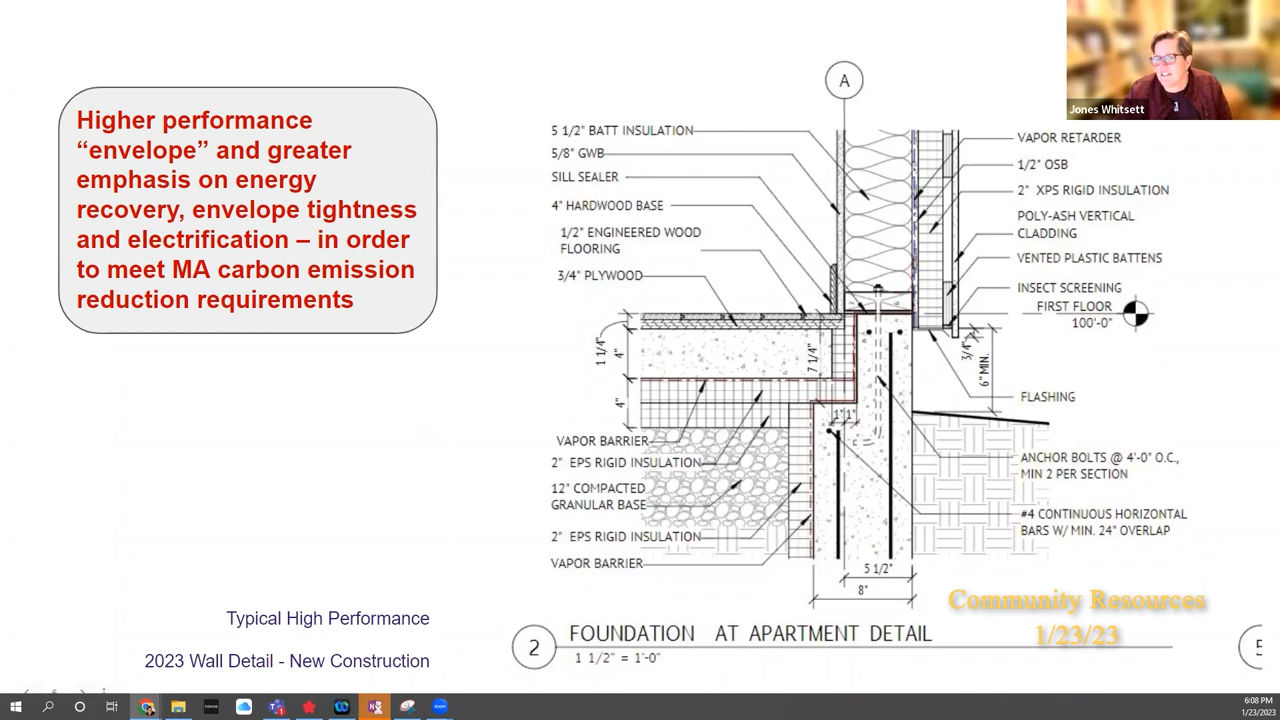 Higher performance
“envelope” and greater
emphasis on energy
recovery, envelope tightness
and electrification – in order
to meet MA carbon emission
reduction requirements
Typical High Performance
2023 Wall Detail - New Construction
A
5 1/2" BATT INSULATION
5/8" GWB
SILL SEALER
4" HARDWOOD BASE
1/2" ENGINEERED WOOD
FLOORING
3/4" PLYWOOD
1 1/4"
4"
4"
7 1/4"
1"
1"
VAPOR BARRIER
2" EPS RIGID INSULATION
12" COMPACTED
GRANULAR BASE
2" EPS RIGID INSULATION
VAPOR BARRIER
VAPOR RETARDER
1/2" OSB
2" XPS RIGID INSULATION
POLY-ASH VERTICAL
CLADDING
VENTED PLASTIC BATTENS
INSECT SCREENING
FIRST FLOOR
100'-0"
3/4"
6" MIN.
FLASHING
ANCHOR BOLTS @ 4'-0" O.C.,
MIN 2 PER SECTION
#4 CONTINUOUS HORIZONTAL
BARS W/ MIN. 24" OVERLAP
5 1/2"
8"
2
FOUNDATION AT APARTMENT DETAIL
1 1/2" = 1'-0"
Community Resources
1/23/23
Jones Whitsett
6:08 PM
1/23/2023